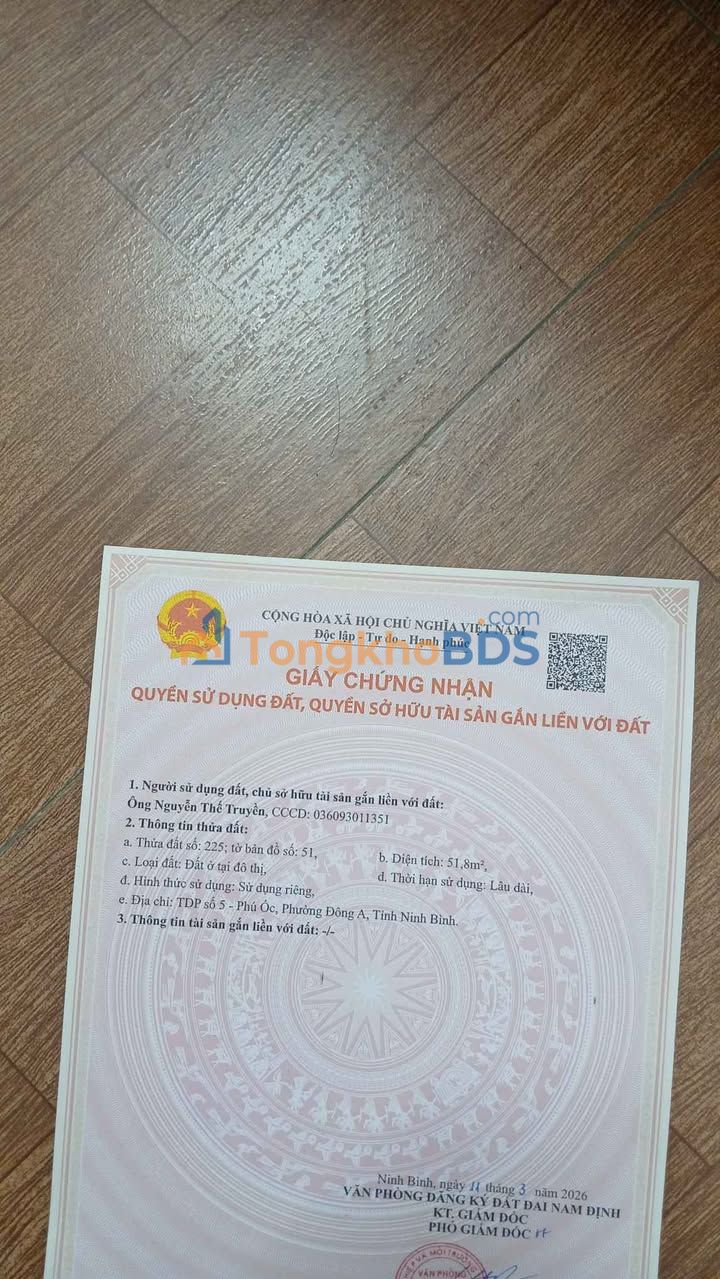 CỘNG HÒA XÃ HỘI CHỦ NGHĨA VIỆT NAM
Độc lập - Tự do - Hạnh phúc
TongkhoBDS.com
GIẤY CHỨNG NHẬN
QUYỀN SỬ DỤNG ĐẤT, QUYỀN SỞ HỮU TÀI SẢN GẮN LIỀN VỚI ĐẤT
1. Người sử dụng đất, chủ sở hữu tài sản gắn liền với đất:
Ông Nguyễn Thế Truyền, CCCD: 036093011351
2. Thông tin thửa đất:
a. Thửa đất số: 225; tờ bản đồ số: 51,
b. Diện tích: 51,8m²,
c. Loại đất: Đất ở tại đô thị,
d. Thời hạn sử dụng: Lâu dài,
đ. Hình thức sử dụng: Sử dụng riêng,
e. Địa chỉ: TDP số 5 - Phú Ốc, Phường Đông A, Tỉnh Ninh Bình.
3. Thông tin tài sản gắn liền với đất: -/-
Ninh Bình, ngày 11 tháng 3 năm 2026
VĂN PHÒNG ĐĂNG KÝ ĐẤT ĐAI NAM ĐỊNH
KT. GIÁM ĐỐC
PHÓ GIÁM ĐỐC
VĂN PHÒNG